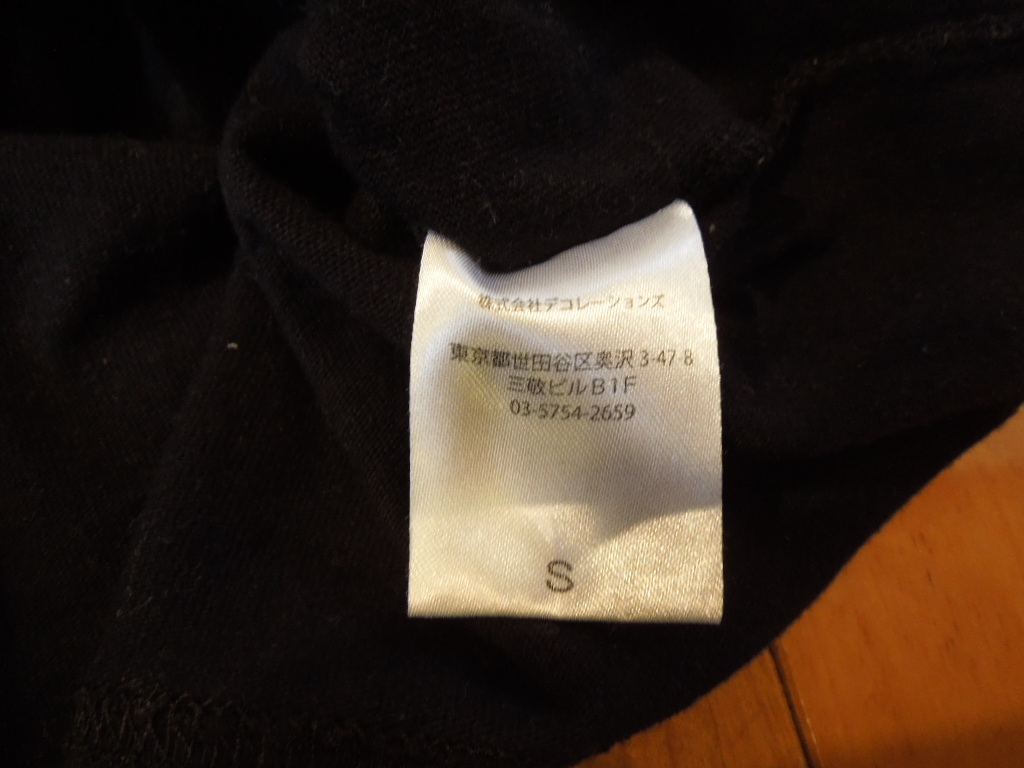 株式会社デコレーションズ
東京都世田谷区奥沢 3-47-8
三敬ビルB1F
03-5754-2659
S